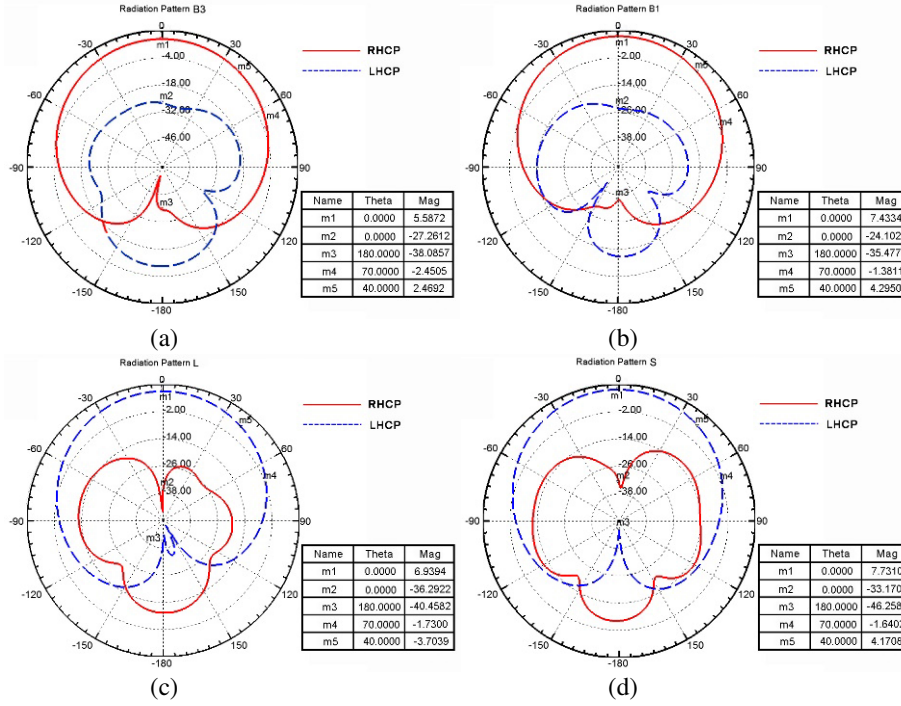 Radiation Pattern B3
0
-30
30
-60
60
-90
90
-120
120
-150
150
-180
m1
m5
-4.00
-18.00
m2
m4
-32.00
-46.00
m3
RHCP
LHCP
Name Theta Mag
m1 0.0000 5.5872
m2 0.0000 -27.2612
m3 180.0000 -38.0857
m4 70.0000 -2.4505
m5 40.0000 2.4692
(a)
Radiation Pattern B1
0
-30
30
-60
60
-90
90
-120
120
-150
150
-180
m1
m5
-2.00
-14.00
m2
m4
-26.00
-38.00
m3
RHCP
LHCP
Name Theta Mag
m1 0.0000 7.4334
m2 0.0000 -24.102
m3 180.0000 -35.477
m4 70.0000 -1.3811
m5 40.0000 4.2950
(b)
Radiation Pattern L
0
-30
30
-60
60
-90
90
-120
120
-150
150
-180
m1
m5
-2.00
-14.00
m4
-26.00
m2
-38.00
m3
RHCP
LHCP
Name Theta Mag
m1 0.0000 6.9394
m2 0.0000 -36.2922
m3 180.0000 -40.4582
m4 70.0000 -1.7300
m5 40.0000 -3.7039
(c)
Radiation Pattern S
0
-30
30
-60
60
-90
90
-120
120
-150
150
-180
m1
m5
-2.00
-14.00
m4
-26.00
m2
-38.00
m3
RHCP
LHCP
Name Theta Mag
m1 0.0000 7.7310
m2 0.0000 -33.170
m3 180.0000 -46.258
m4 70.0000 -1.6402
m5 40.0000 4.1708
(d)